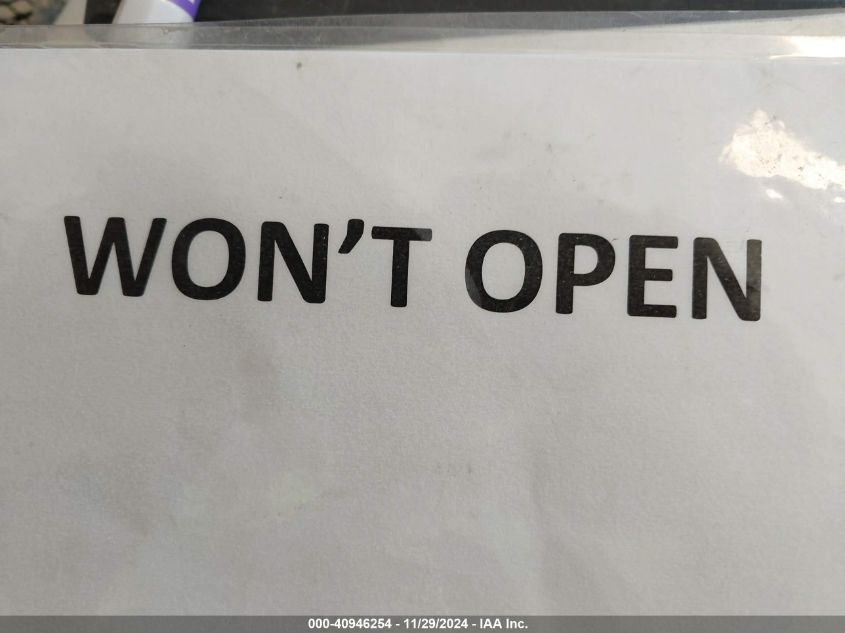 WON’T OPEN
000-40946254 - 11/29/2024 - IAA Inc.